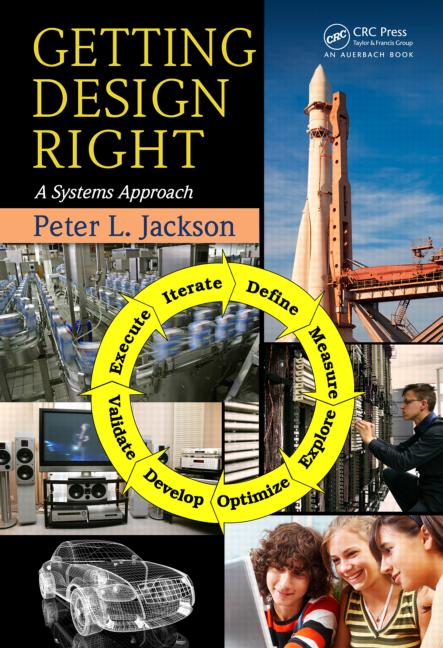 GETTING
DESIGN
RIGHT
A Systems Approach
Peter L. Jackson
CRC
CRC Press
Taylor & Francis Group
AN AUERBACH BOOK
Define
Measure
Explore
Optimize
Develop
Validate
Execute
Iterate